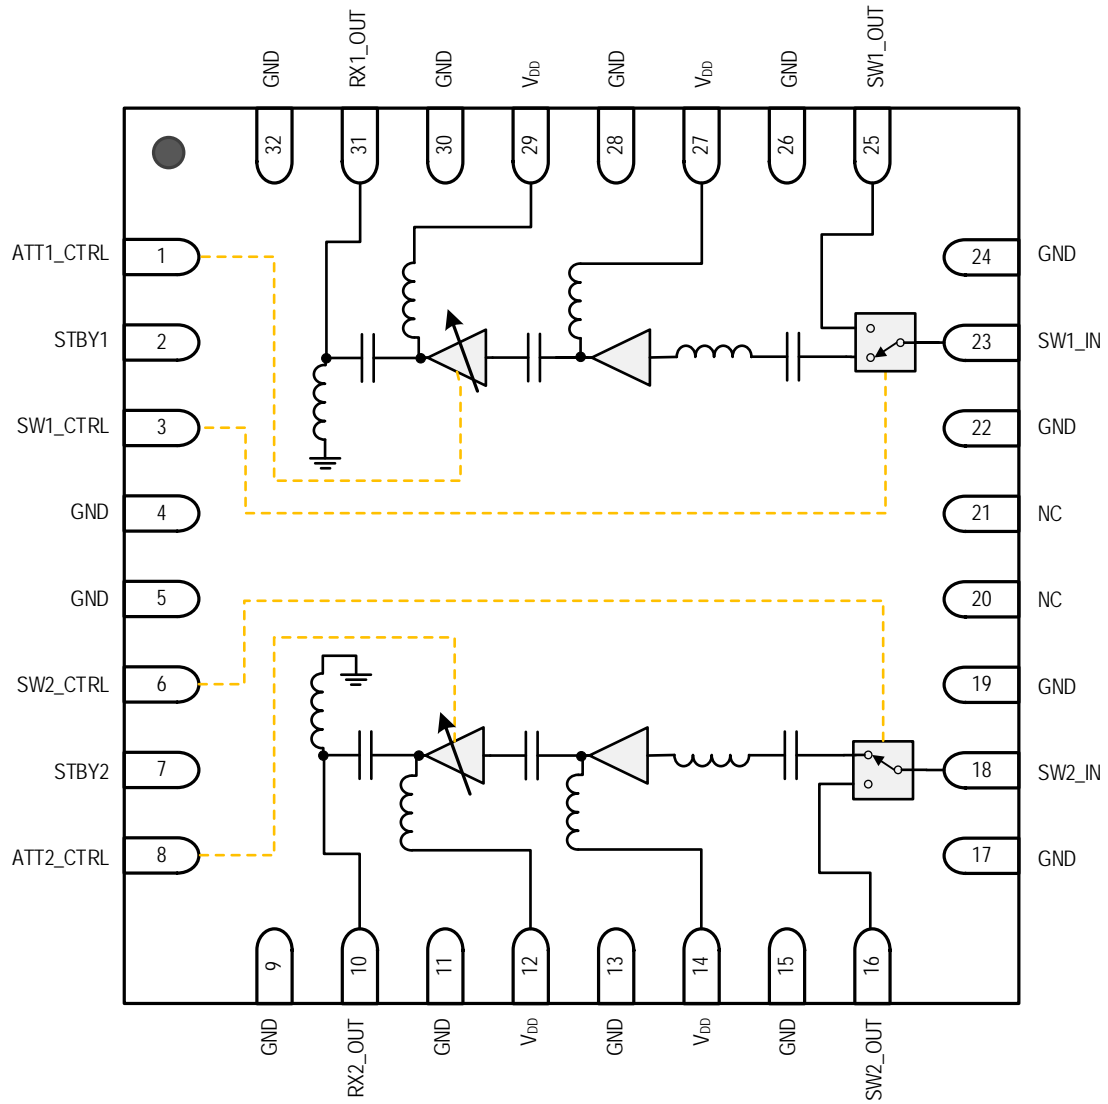 GND
RX1_OUT
GND
VDD
GND
VDD
GND
SW1_OUT
32
31
30
29
28
27
26
25
ATT1_CTRL
1
24
GND
STBY1
2
23
SW1_IN
SW1_CTRL
3
22
GND
GND
4
21
NC
GND
5
20
NC
SW2_CTRL
6
19
GND
STBY2
7
18
SW2_IN
ATT2_CTRL
8
17
GND
9
10
11
12
13
14
15
16
GND
RX2_OUT
GND
VDD
GND
VDD
GND
SW2_OUT